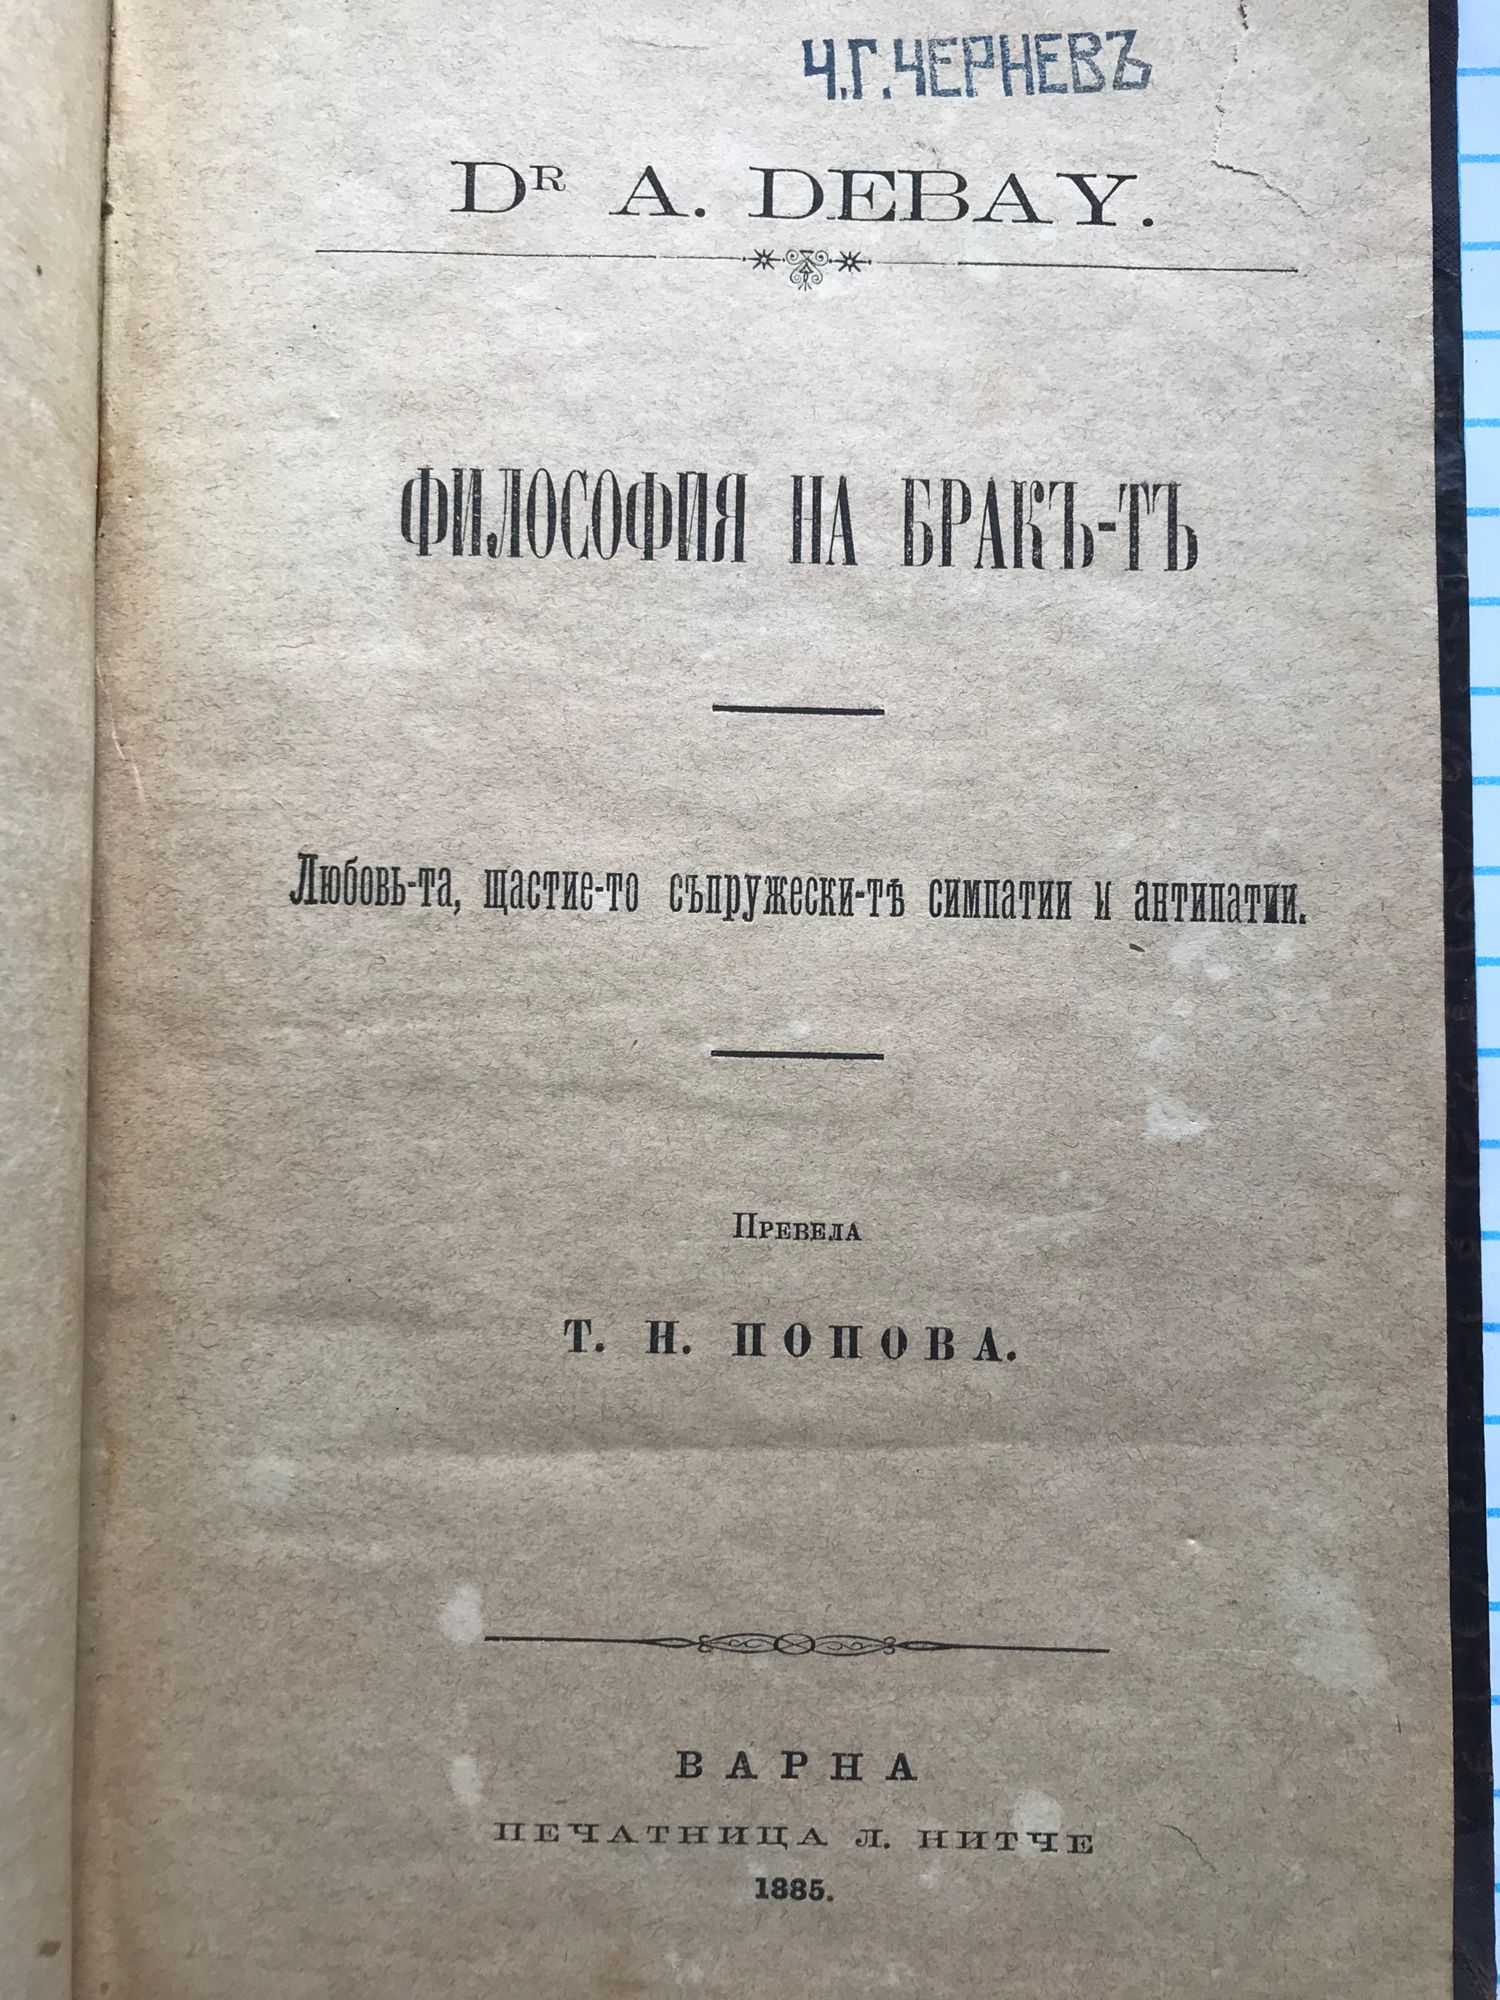 Ч.Г.ЧЕРНЕВЪ
DR A. DEBAY.
ФИЛОСОФИЯ НА БРАКЪ-ТЪ
Любовь-та, щастие-то съпружески-тѣ симпатии и антипатии.
ПРЕВЕЛА
Т. Н. ПОПОВА.
ВАРНА
ПЕЧАТНИЦА Л. НИТЧЕ
1885.